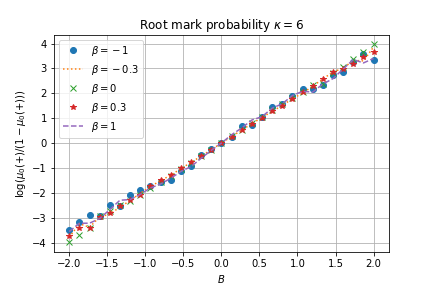 Root mark probability κ = 6
log(μ₀(+)/(1 − μ₀(+)))
4
3
2
1
0
−1
−2
−3
−4
β = −1
β = −0.3
β = 0
β = 0.3
β = 1
−2.0 −1.5 −1.0 −0.5 0.0 0.5 1.0 1.5 2.0
B